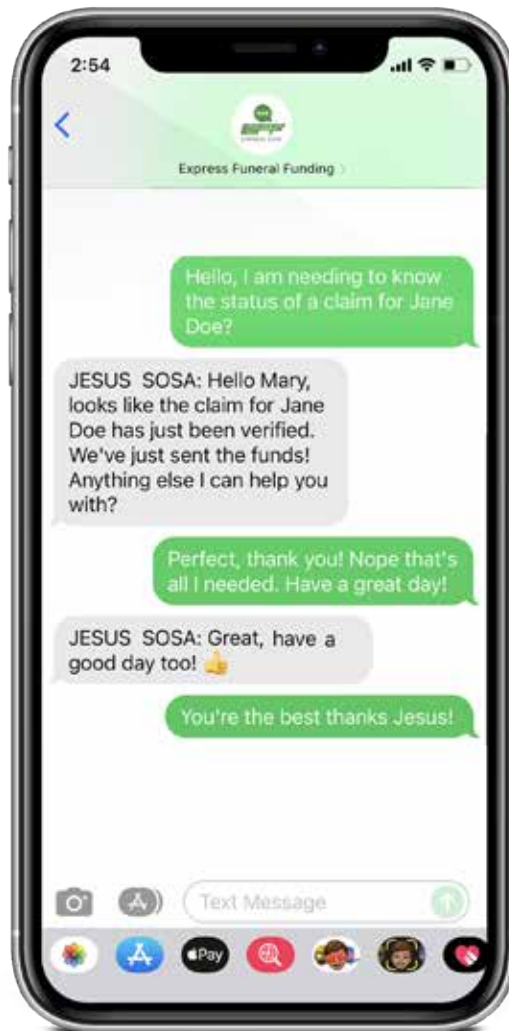 2:54
Express Funeral Funding
Hello, I am needing to know
the status of a claim for Jane
Doe?
JESUS SOSA: Hello Mary,
looks like the claim for Jane
Doe has just been verified.
We've just sent the funds!
Anything else I can help you
with?
Perfect, thank you! Nope that's
all I needed. Have a great day!
JESUS SOSA: Great, have a
good day too! 👍
You're the best thanks Jesus!
Text Message
Pay